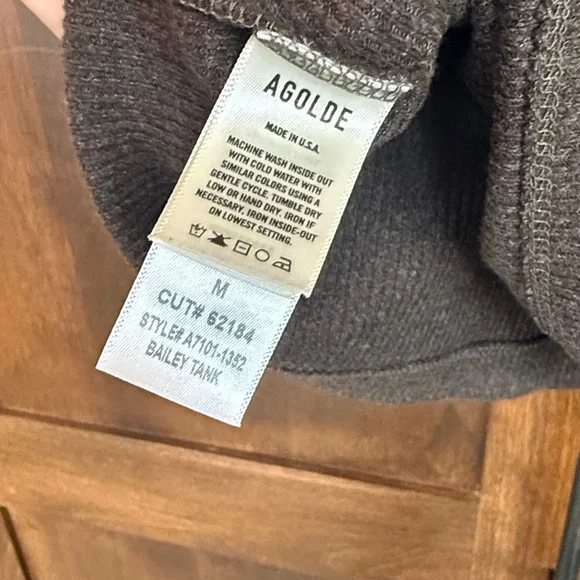 AGOLDE
MADE IN U.S.A.
MACHINE WASH INSIDE OUT
WITH COLD WATER WITH
SIMILAR COLORS USING A
GENTLE CYCLE. TUMBLE DRY
LOW OR HAND DRY. IRON IF
NECESSARY, IRON INSIDE-OUT
ON LOWEST SETTING.
M
CUT# 62184
STYLE# A7101-1352
BAILEY TANK